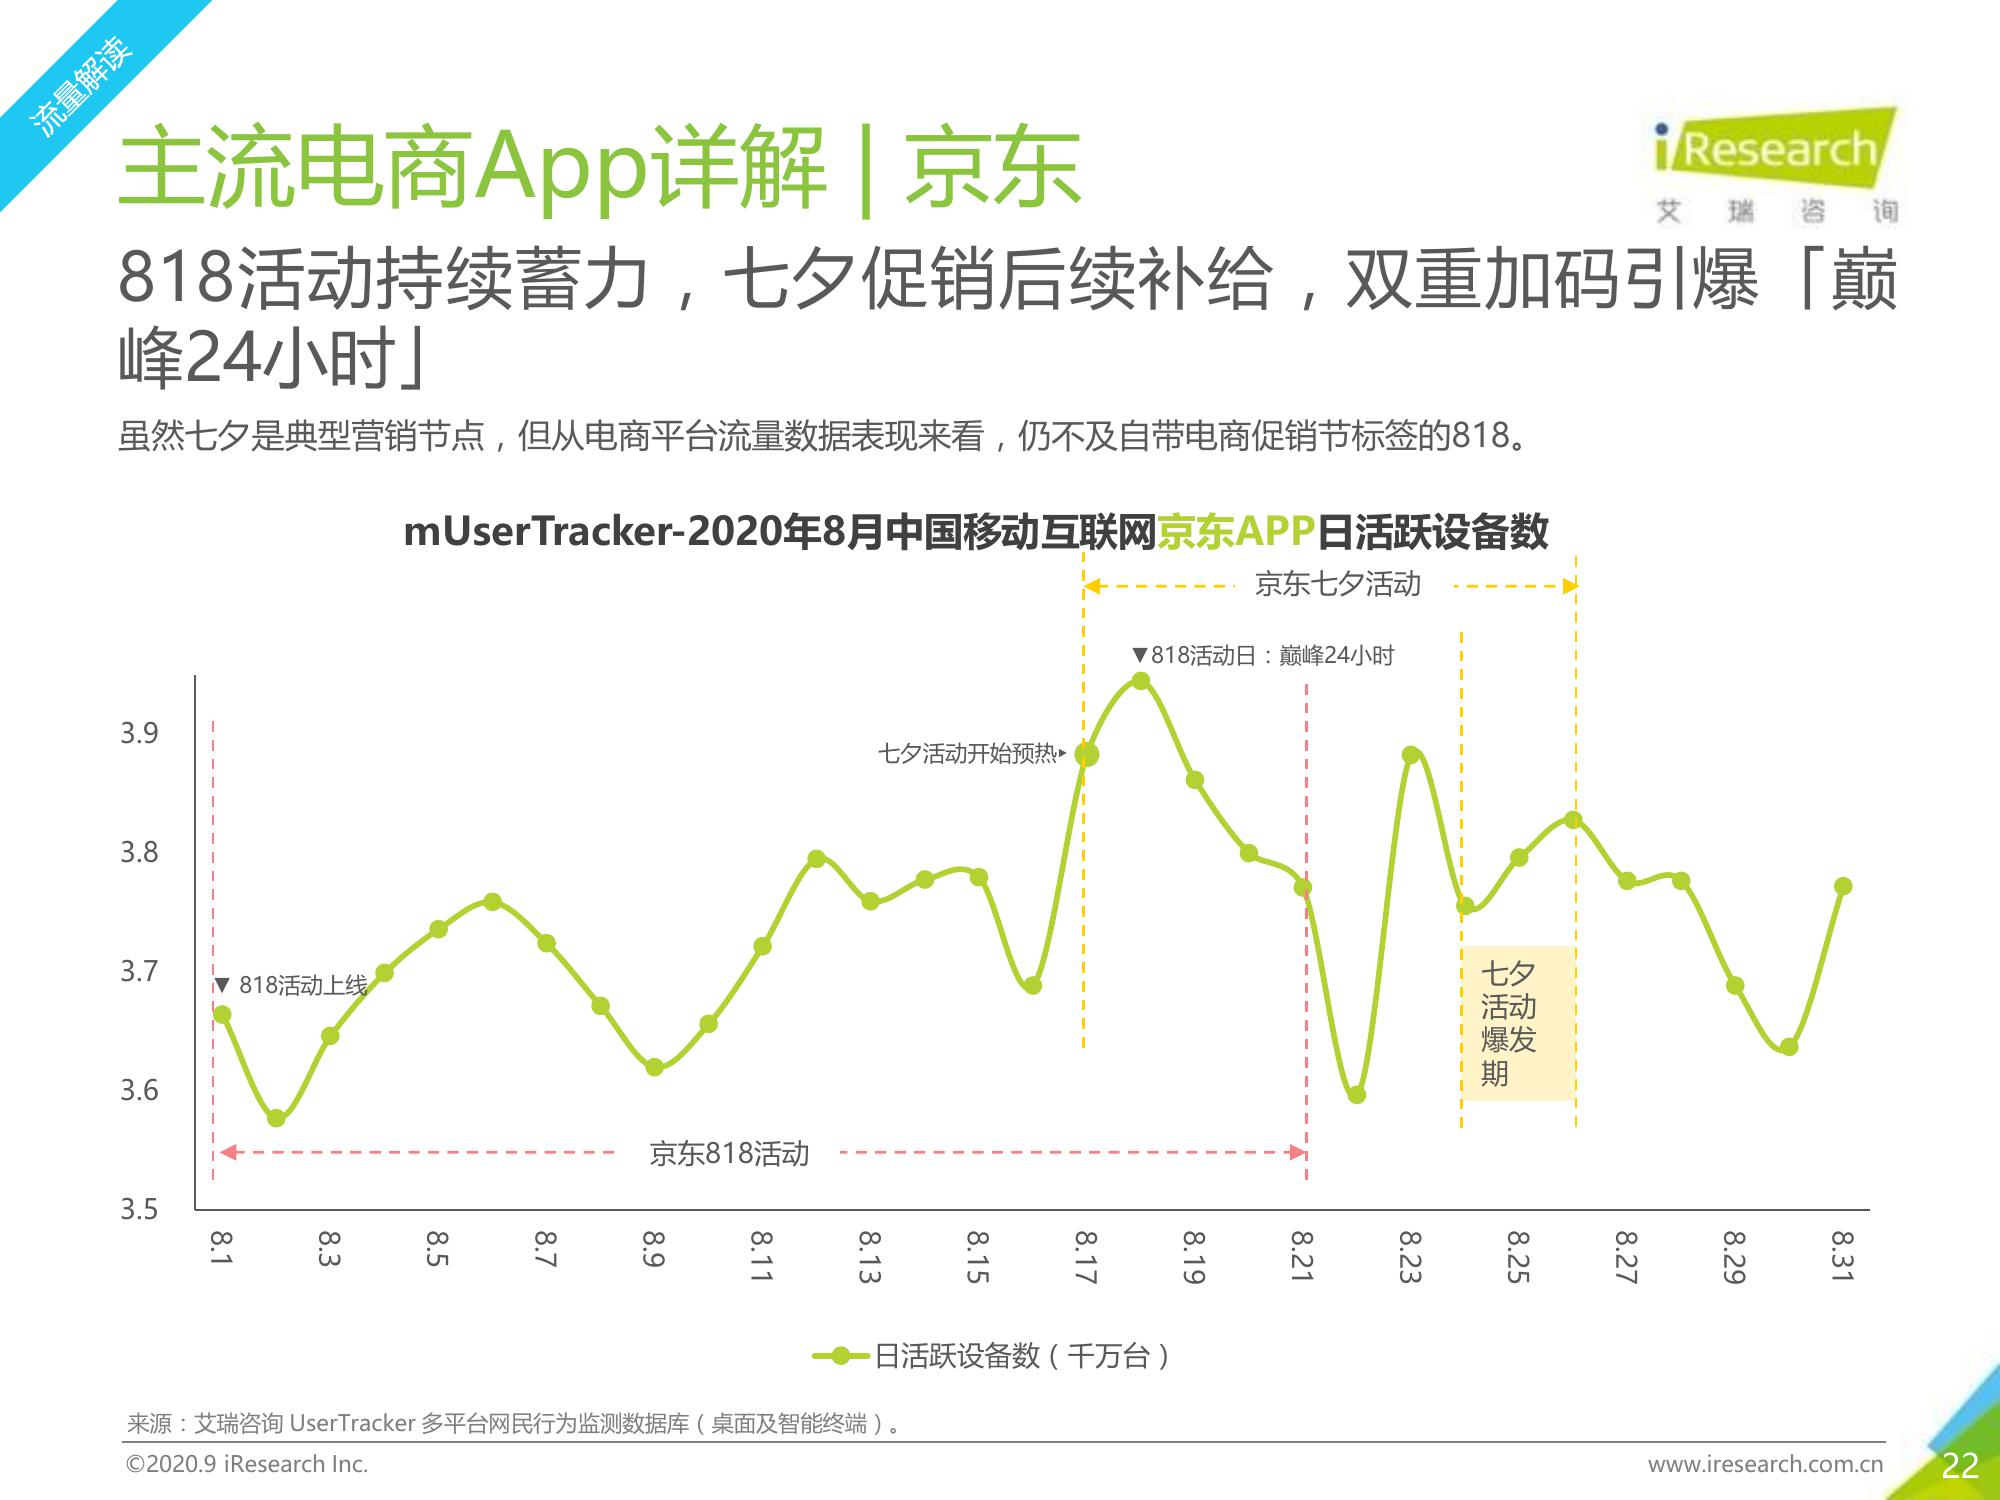 流量解读
主流电商App详解 | 京东
iResearch
艾瑞咨询
818活动持续蓄力，七夕促销后续补给，双重加码引爆「巅
峰24小时」
虽然七夕是典型营销节点，但从电商平台流量数据表现来看，仍不及自带电商促销节标签的818。
mUserTracker-2020年8月中国移动互联网京东APP日活跃设备数
京东七夕活动
▼818活动日：巅峰24小时
七夕活动开始预热▸
▼ 818活动上线
七夕
活动
爆发
期
京东818活动
3.9
3.8
3.7
3.6
3.5
8.1
8.3
8.5
8.7
8.9
8.11
8.13
8.15
8.17
8.19
8.21
8.23
8.25
8.27
8.29
8.31
日活跃设备数（千万台）
来源：艾瑞咨询 UserTracker 多平台网民行为监测数据库（桌面及智能终端）。
©2020.9 iResearch Inc.
www.iresearch.com.cn
22